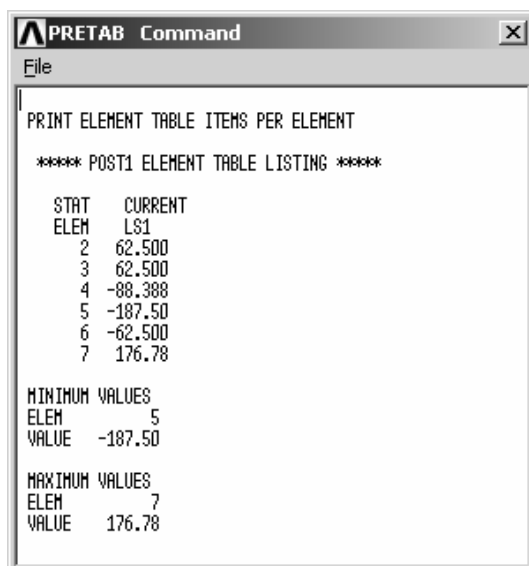 PRETAB Command
File
PRINT ELEMENT TABLE ITEMS PER ELEMENT
***** POST1 ELEMENT TABLE LISTING *****
STAT CURRENT
ELEM LS1
2 62.500
3 62.500
4 -88.388
5 -187.50
6 -62.500
7 176.78
MINIMUM VALUES
ELEM 5
VALUE -187.50
MAXIMUM VALUES
ELEM 7
VALUE 176.78